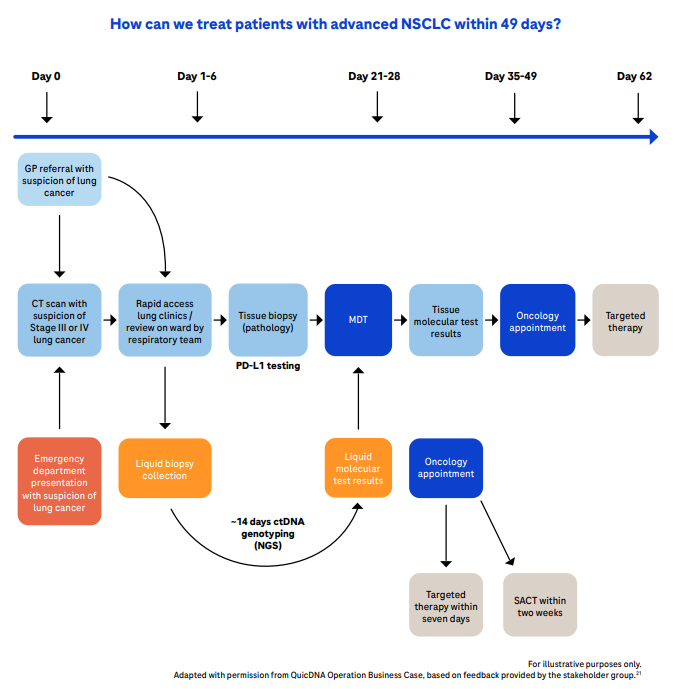 How can we treat patients with advanced NSCLC within 49 days?
Day 0
Day 1-6
Day 21-28
Day 35-49
Day 62
GP referral with
suspicion of lung
cancer
CT scan with
suspicion of
Stage III or IV
lung cancer
Rapid access
lung clinics /
review on ward by
respiratory team
Tissue biopsy
(pathology)
PD-L1 testing
MDT
Tissue
molecular test
results
Oncology
appointment
Targeted
therapy
Emergency
department
presentation
with suspicion of
lung cancer
Liquid biopsy
collection
~14 days ctDNA
genotyping
(NGS)
Liquid
molecular
test results
Oncology
appointment
Targeted
therapy within
seven days
SACT within
two weeks
For illustrative purposes only.
Adapted with permission from QuicDNA Operation Business Case, based on feedback provided by the stakeholder group.²¹